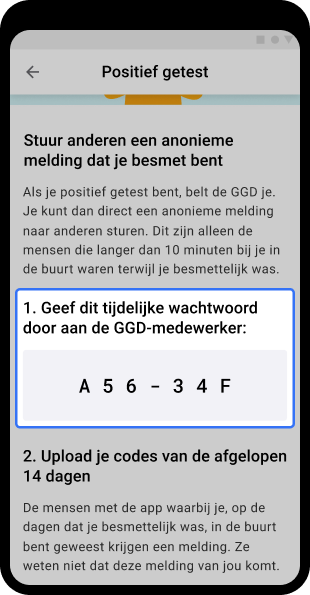 Positief getest
Stuur anderen een anonieme
melding dat je besmet bent
Als je positief getest bent, belt de GGD je.
Je kunt dan direct een anonieme melding
naar anderen sturen. Dit zijn alleen de
mensen die langer dan 10 minuten bij je in
de buurt waren terwijl je besmettelijk was.
1. Geef dit tijdelijke wachtwoord
door aan de GGD-medewerker:
A 5 6 - 3 4 F
2. Upload je codes van de afgelopen
14 dagen
De mensen met de app waarbij je, op de
dagen dat je besmettelijk was, in de buurt
bent geweest krijgen een melding. Ze
weten niet dat deze melding van jou komt.